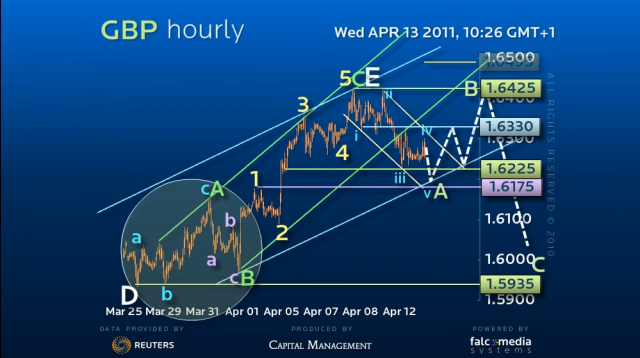 GBP hourly
Wed APR 13 2011, 10:26 GMT+1
1.6500
5 C E
B 1.6425
ii
3
i iv 1.6330
4
iii 1.6225
c A 1 v A 1.6175
b
1.6100
a 2
a
c B 1.6000 C
D b 1.5935
1.5900
Mar 25 Mar 29 Mar 31 Apr 01 Apr 05 Apr 07 Apr 08 Apr 12
ALL RIGHTS RESERVED © 2010
DATA PROVIDED BY PRODUCED BY POWERED BY
REUTERS CAPITAL MANAGEMENT falc media
systems